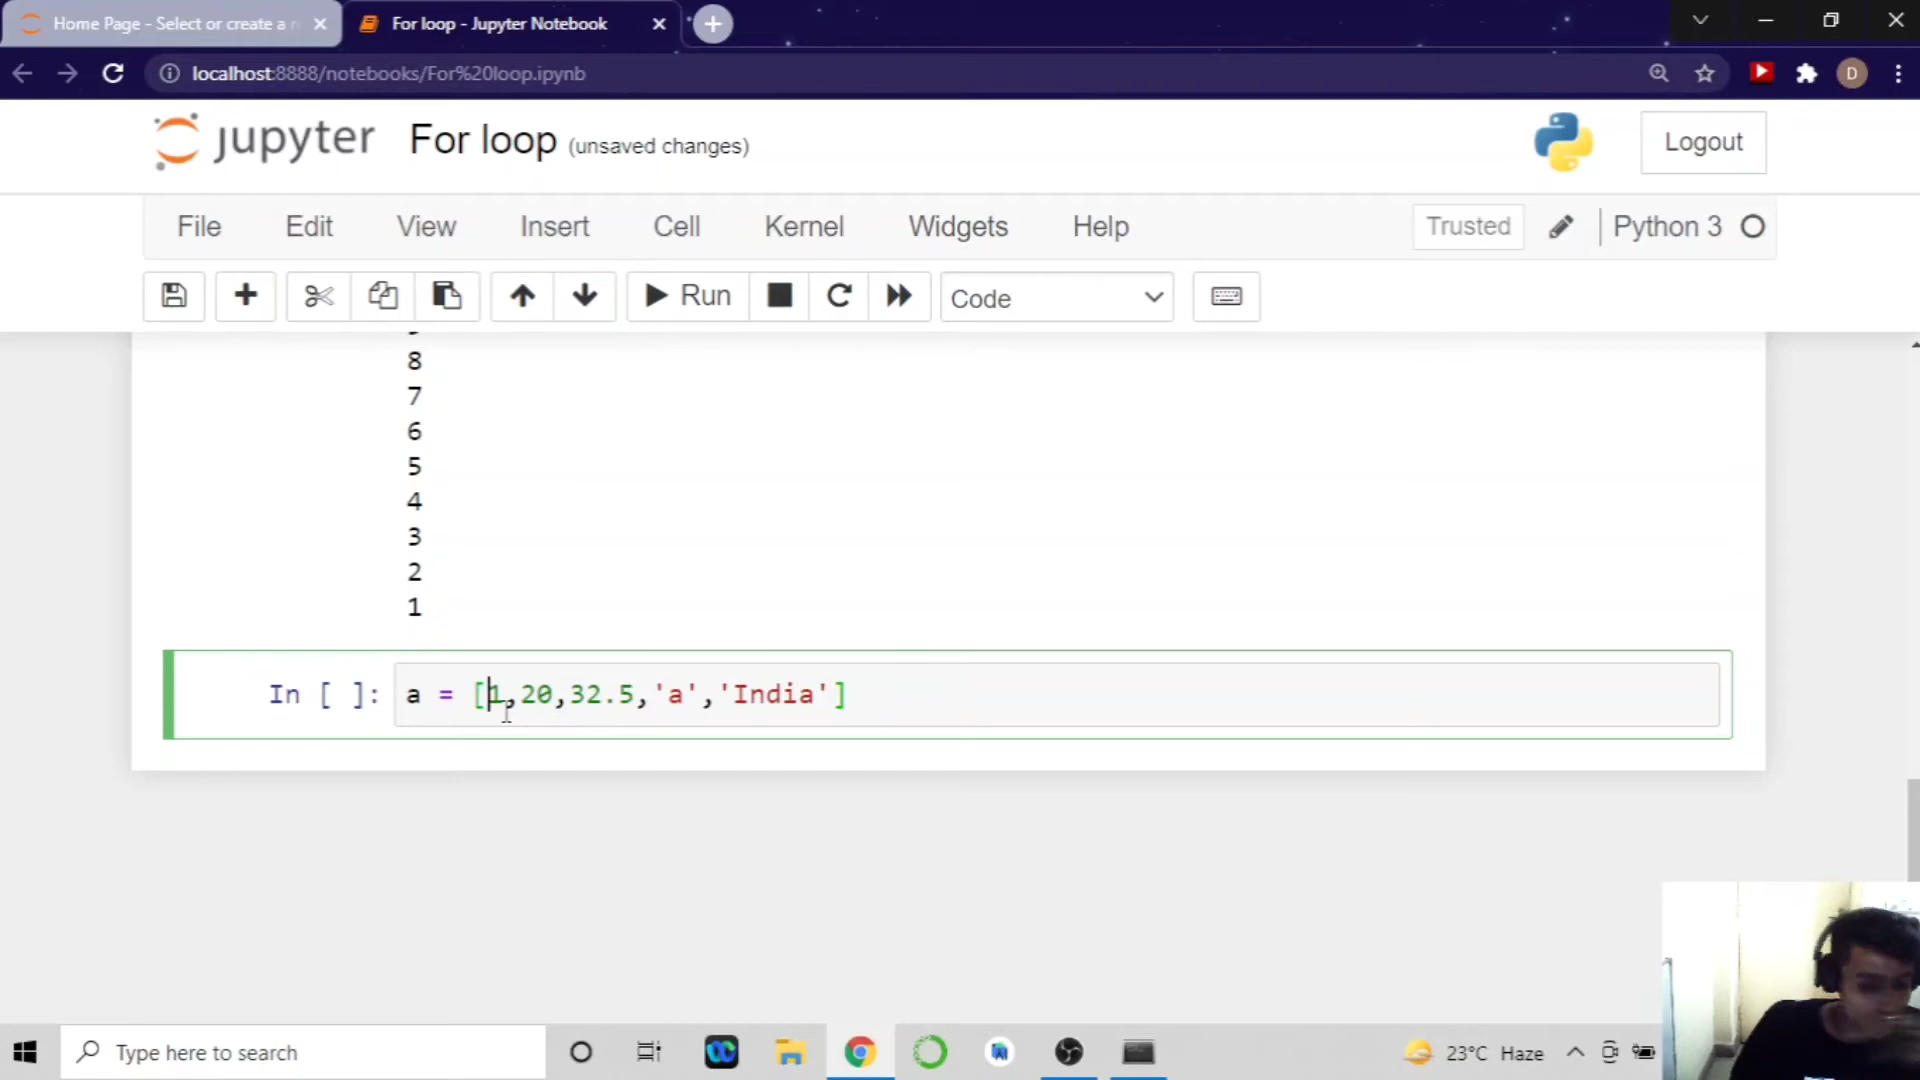 Home Page - Select or create a n
For loop - Jupyter Notebook
localhost:8888/notebooks/For%20loop.ipynb
D
jupyter For loop (unsaved changes)
Logout
File Edit View Insert Cell Kernel Widgets Help
Trusted
Python 3
Run
Code
8
7
6
5
4
3
2
1
In [ ]: a = [1,20,32.5,'a','India']
Type here to search
23°C Haze